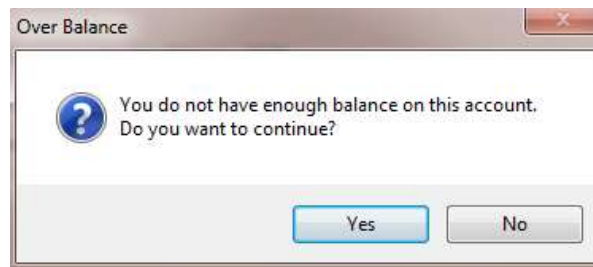 Over Balance
You do not have enough balance on this account.
Do you want to continue?
Yes
No